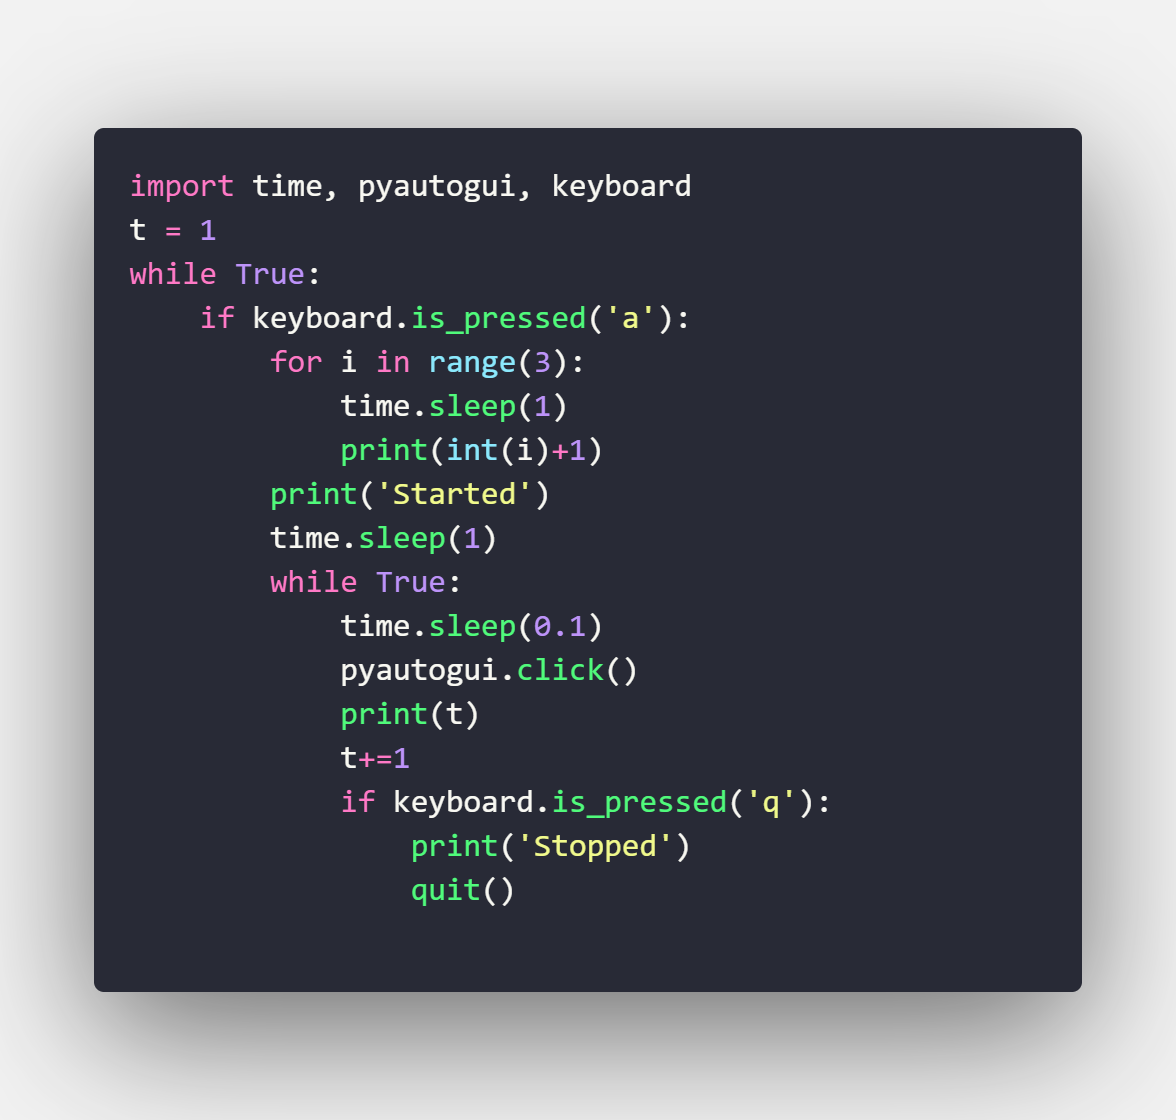 import time, pyautogui, keyboard
t = 1
while True:
    if keyboard.is_pressed('a'):
        for i in range(3):
            time.sleep(1)
            print(int(i)+1)
        print('Started')
        time.sleep(1)
        while True:
            time.sleep(0.1)
            pyautogui.click()
            print(t)
            t+=1
            if keyboard.is_pressed('q'):
                print('Stopped')
                quit()